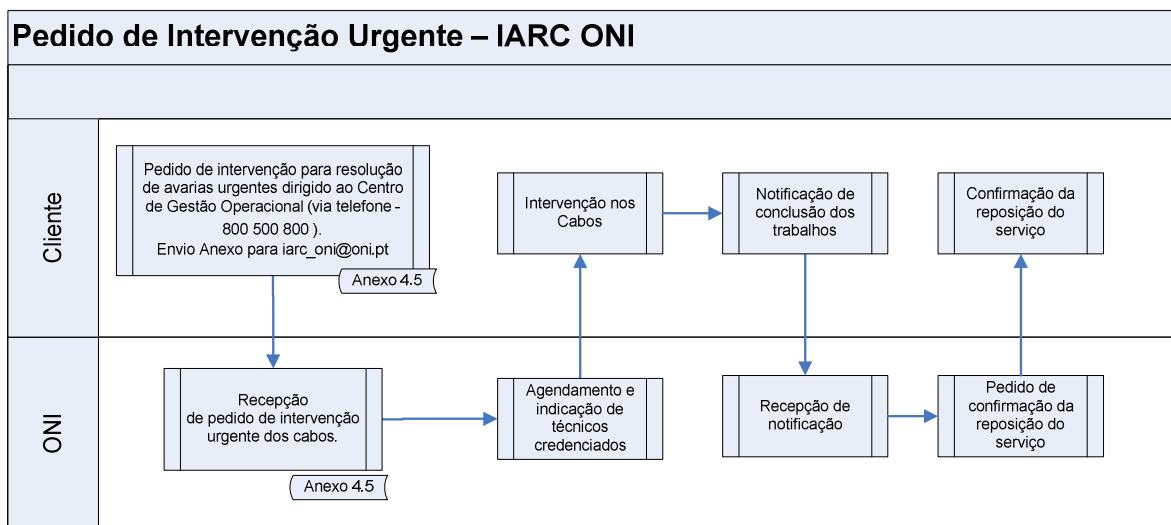 Pedido de Intervenção Urgente – IARC ONI
Cliente
Pedido de intervenção para resolução
de avarias urgentes dirigido ao Centro
de Gestão Operacional (via telefone -
800 500 800 ).
Envio Anexo para iarc_oni@oni.pt
Anexo 4.5
Intervenção nos
Cabos
Notificação de
conclusão dos
trabalhos
Confirmação da
reposição do
serviço
ONI
Recepção
de pedido de intervenção
urgente dos cabos.
Anexo 4.5
Agendamento e
indicação de
técnicos
credenciados
Recepção de
notificação
Pedido de
confirmação da
reposição do
serviço